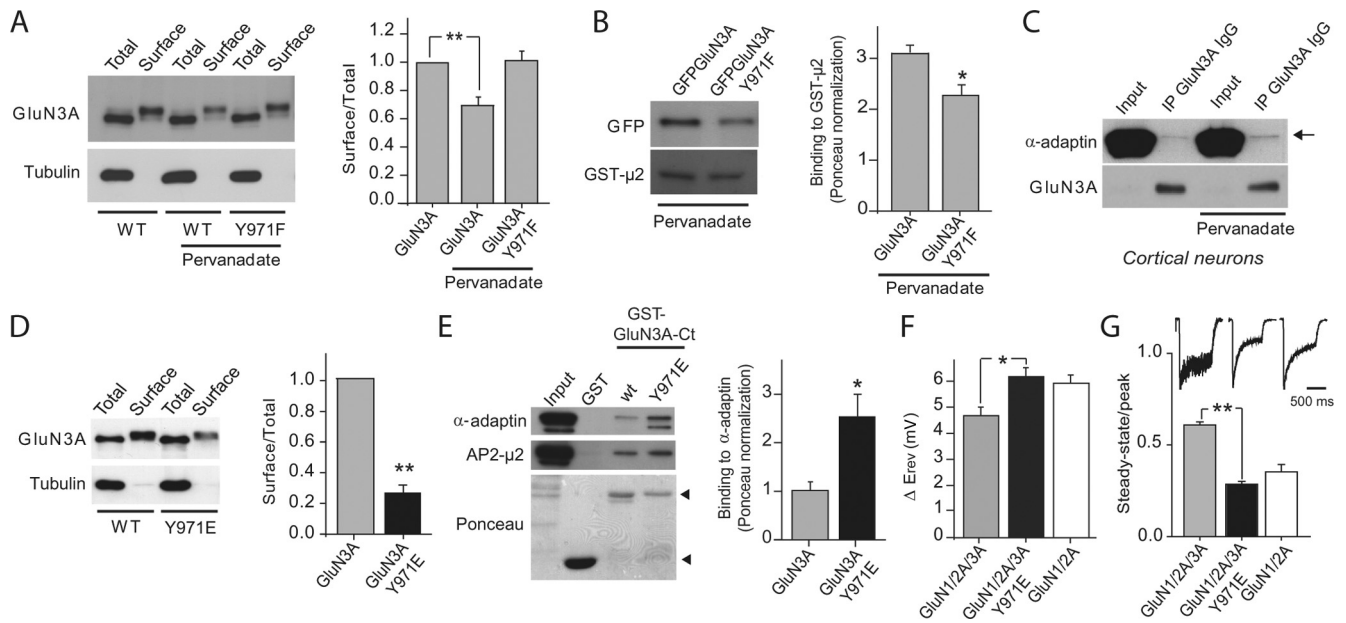 A
Total
Surface
Total
Surface
Total
Surface
GluN3A
Tubulin
WT
WT
Y971F
Pervanadate
Surface/Total
1.2
1.0
0.8
0.6
0.4
0.2
0.0
**
GluN3A
GluN3A
GluN3A
Y971F
Pervanadate
B
GFPGluN3A
GFPGluN3A
Y971F
GFP
GST-μ2
Pervanadate
Binding to GST-μ2
(Ponceau normalization)
3
2
1
0
*
GluN3A
GluN3A
Y971F
Pervanadate
C
Input
IP GluN3A IgG
Input
IP GluN3A IgG
α-adaptin
GluN3A
Pervanadate
Cortical neurons
D
Total
Surface
Total
Surface
GluN3A
Tubulin
WT
Y971E
Surface/Total
1.0
0.8
0.6
0.4
0.2
0.0
**
GluN3A
GluN3A
Y971E
E
GST-
GluN3A-Ct
Input
GST
wt
Y971E
α-adaptin
AP2-μ2
Ponceau
Binding to α-adaptin
(Ponceau normalization)
3
2
1
0
*
GluN3A
GluN3A
Y971E
F
Δ Erev (mV)
6
5
4
3
2
1
0
*
GluN1/2A/3A
GluN1/2A/3A
Y971E
GluN1/2A
G
500 ms
Steady-state/peak
1.0
0.5
0.0
**
GluN1/2A/3A
GluN1/2A/3A
Y971E
GluN1/2A